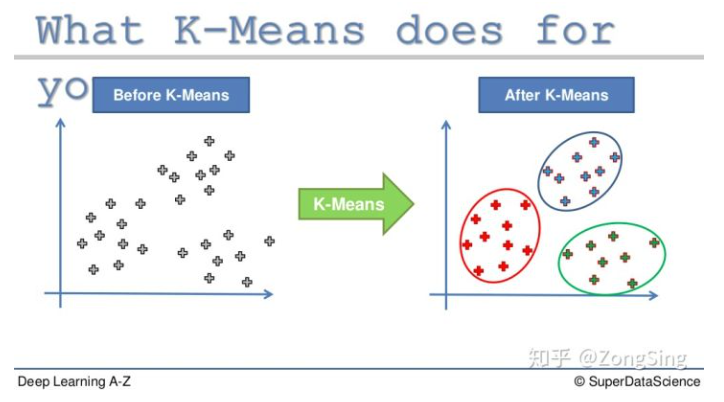 What K-Means does for
yo
Before K-Means
After K-Means
K-Means
知乎 @ZongSing
Deep Learning A-Z
© SuperDataScience